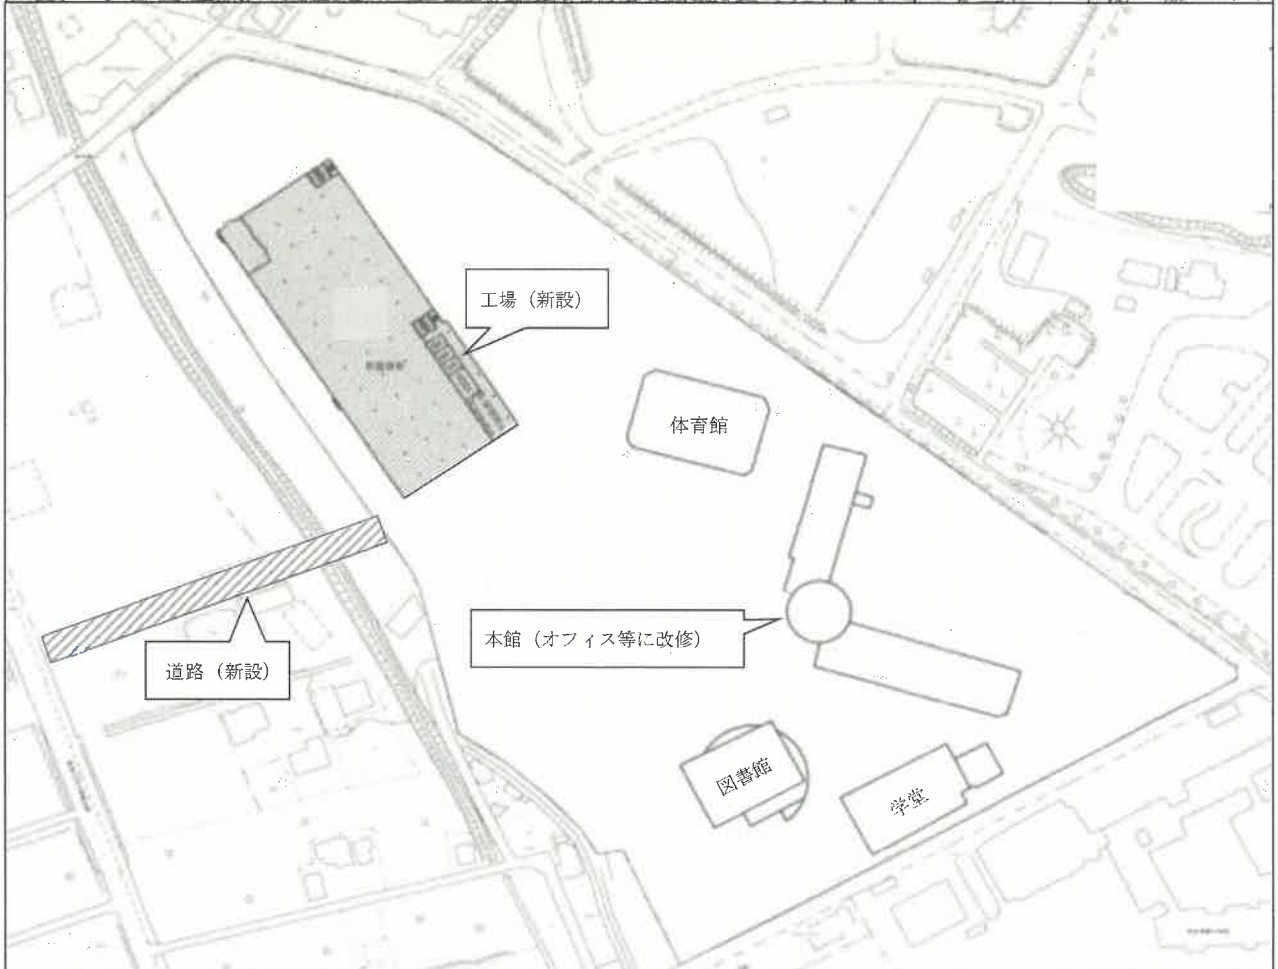 工場（新設）
体育館
本館（オフィス等に改修）
道路（新設）
図書館
学堂